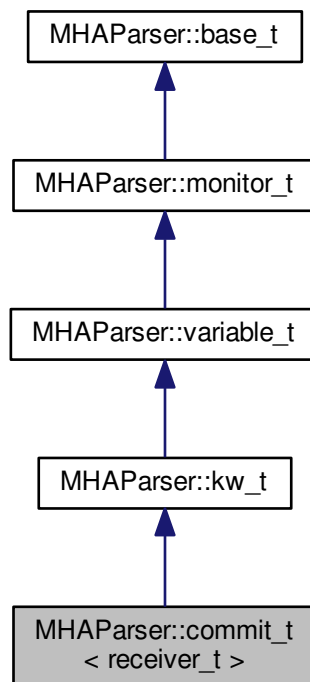 MHAParser::base_t
MHAParser::monitor_t
MHAParser::variable_t
MHAParser::kw_t
MHAParser::commit_t
< receiver_t >